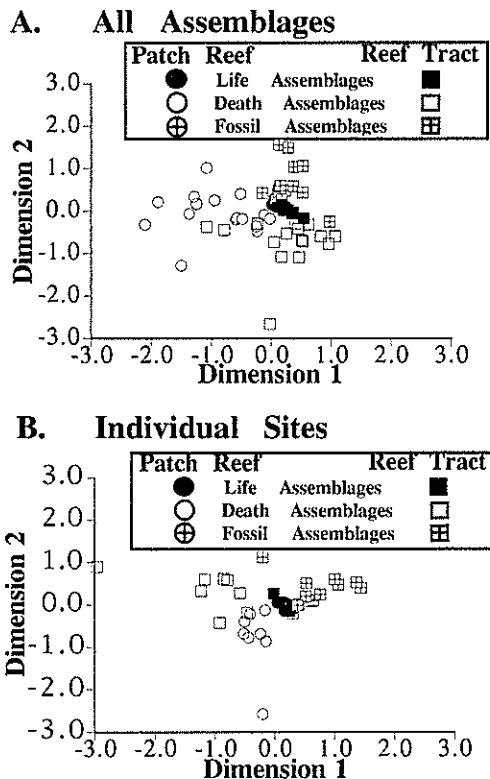 A. All Assemblages
Patch Reef Reef Tract
Life Assemblages
Death Assemblages
Fossil Assemblages
3.0
2.0
1.0
0.0
-1.0
-2.0
-3.0
Dimension 2
-3.0 -2.0 -1.0 0.0 1.0 2.0 3.0
Dimension 1
B. Individual Sites
Patch Reef Reef Tract
Life Assemblages
Death Assemblages
Fossil Assemblages
3.0
2.0
1.0
0.0
-1.0
-2.0
-3.0
Dimension 2
-3.0 -2.0 -1.0 0.0 1.0 2.0 3.0
Dimension 1